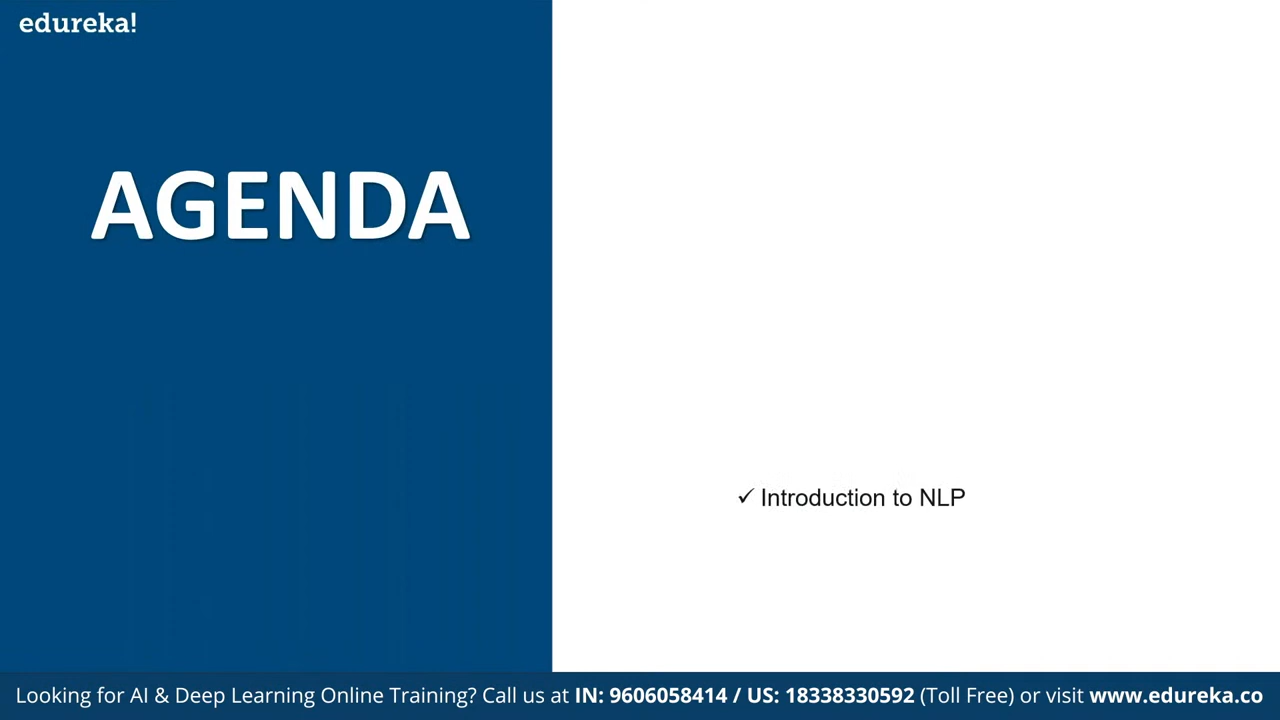 edureka!
AGENDA
✓ Introduction to NLP
Looking for AI & Deep Learning Online Training? Call us at IN: 9606058414 / US: 18338330592 (Toll Free) or visit www.edureka.co